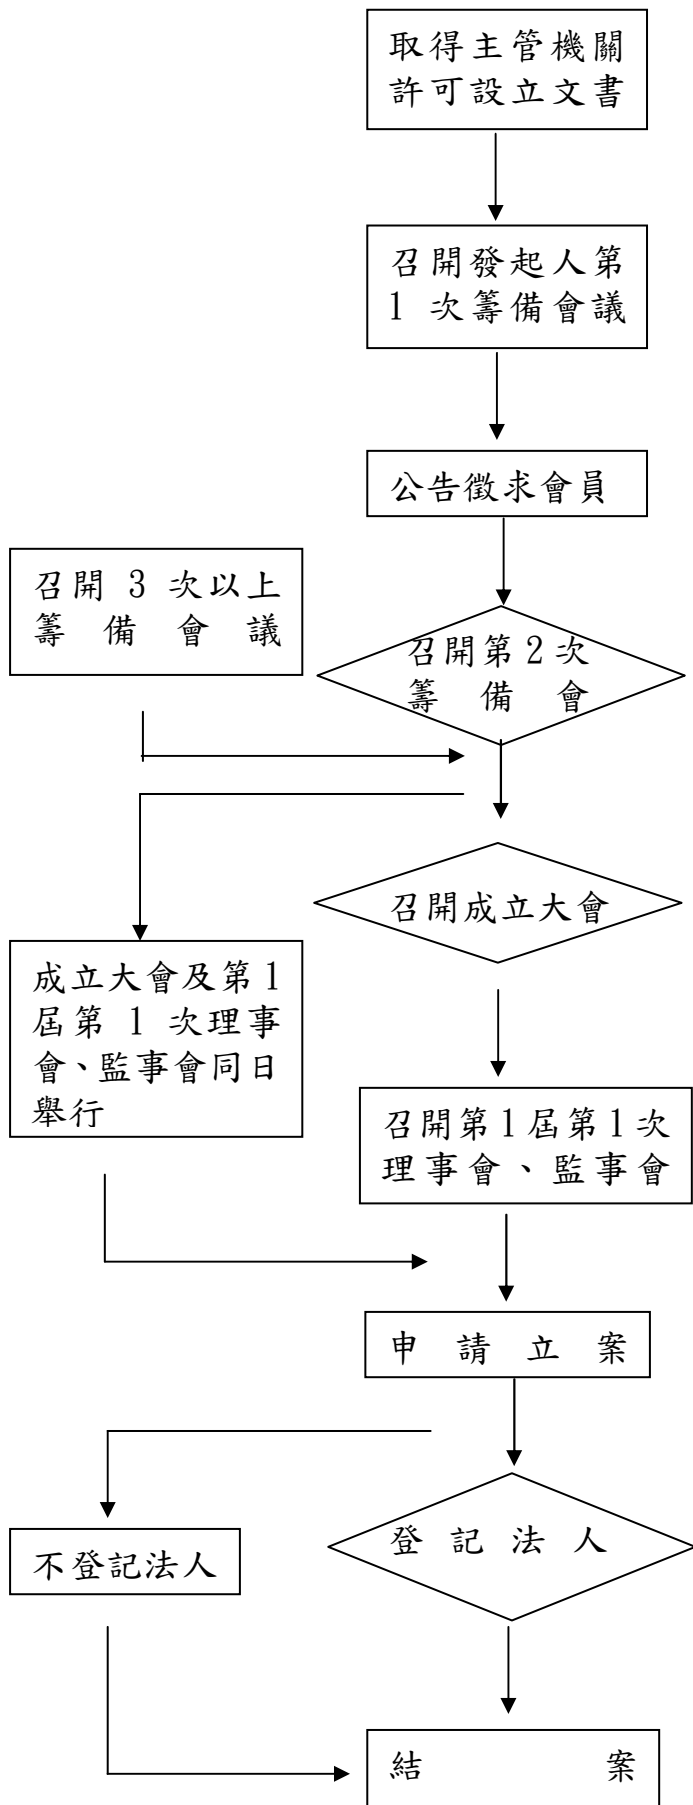 取得主管機關
許可設立文書
召開發起人第
1 次籌備會議
公告徵求會員
召開 3 次以上
籌備會議
召開第2次
籌備會
召開成立大會
成立大會及第1
屆第 1 次理事
會、監事會同日
舉行
召開第1屆第1次
理事會、監事會
申請立案
登記法人
不登記法人
結案